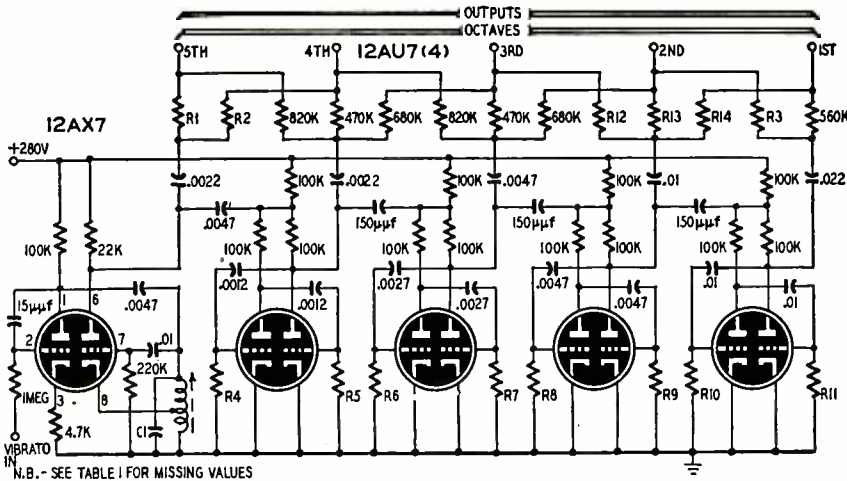 OUTPUTS
OCTAVES
5TH 4TH 12AU7(4) 3RD 2ND 1ST
R1 R2 820K 470K 680K 820K 470K 680K R12 R13 R14 R3 560K
12AX7
+280V
.0022 100K .0022 100K .0047 100K .01 100K .022
.0047 150μμf 150μμf 150μμf
100K 22K 100K 100K 100K 100K 100K 100K 100K 100K
.0012 .0027 .0047 .01
15μμf 1 6 .0047 .0012 .0027 .0047 .01
2 7 .01
220K
1MEG 3 8 R4 R5 R6 R7 R8 R9 R10 R11
4.7K C1
VIBRATO
IN
N.B.- SEE TABLE I FOR MISSING VALUES